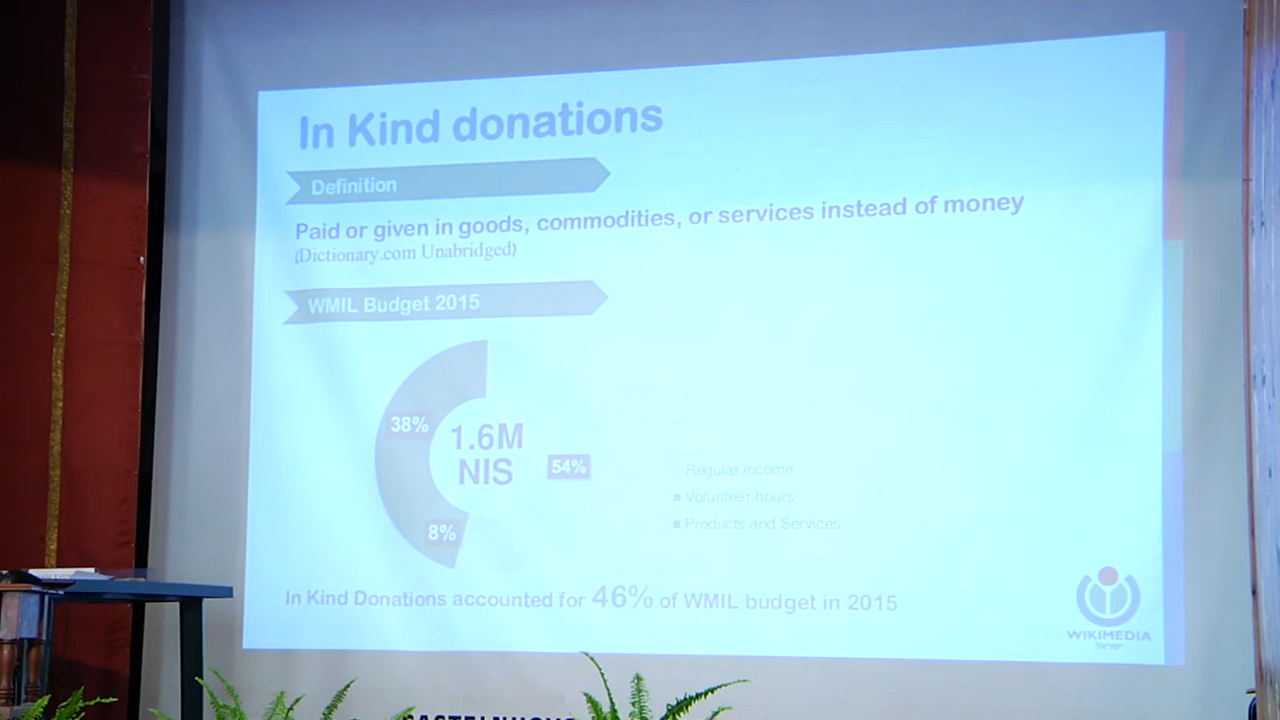 In Kind donations
Definition
Paid or given in goods, commodities, or services instead of money
(Dictionary.com Unabridged)
WMIL Budget 2015
38%
1.6M
NIS
54%
8%
Regular income
Volunteer hours
Products and Services
In Kind Donations accounted for 46% of WMIL budget in 2015
WIKIMEDIA
ישראל